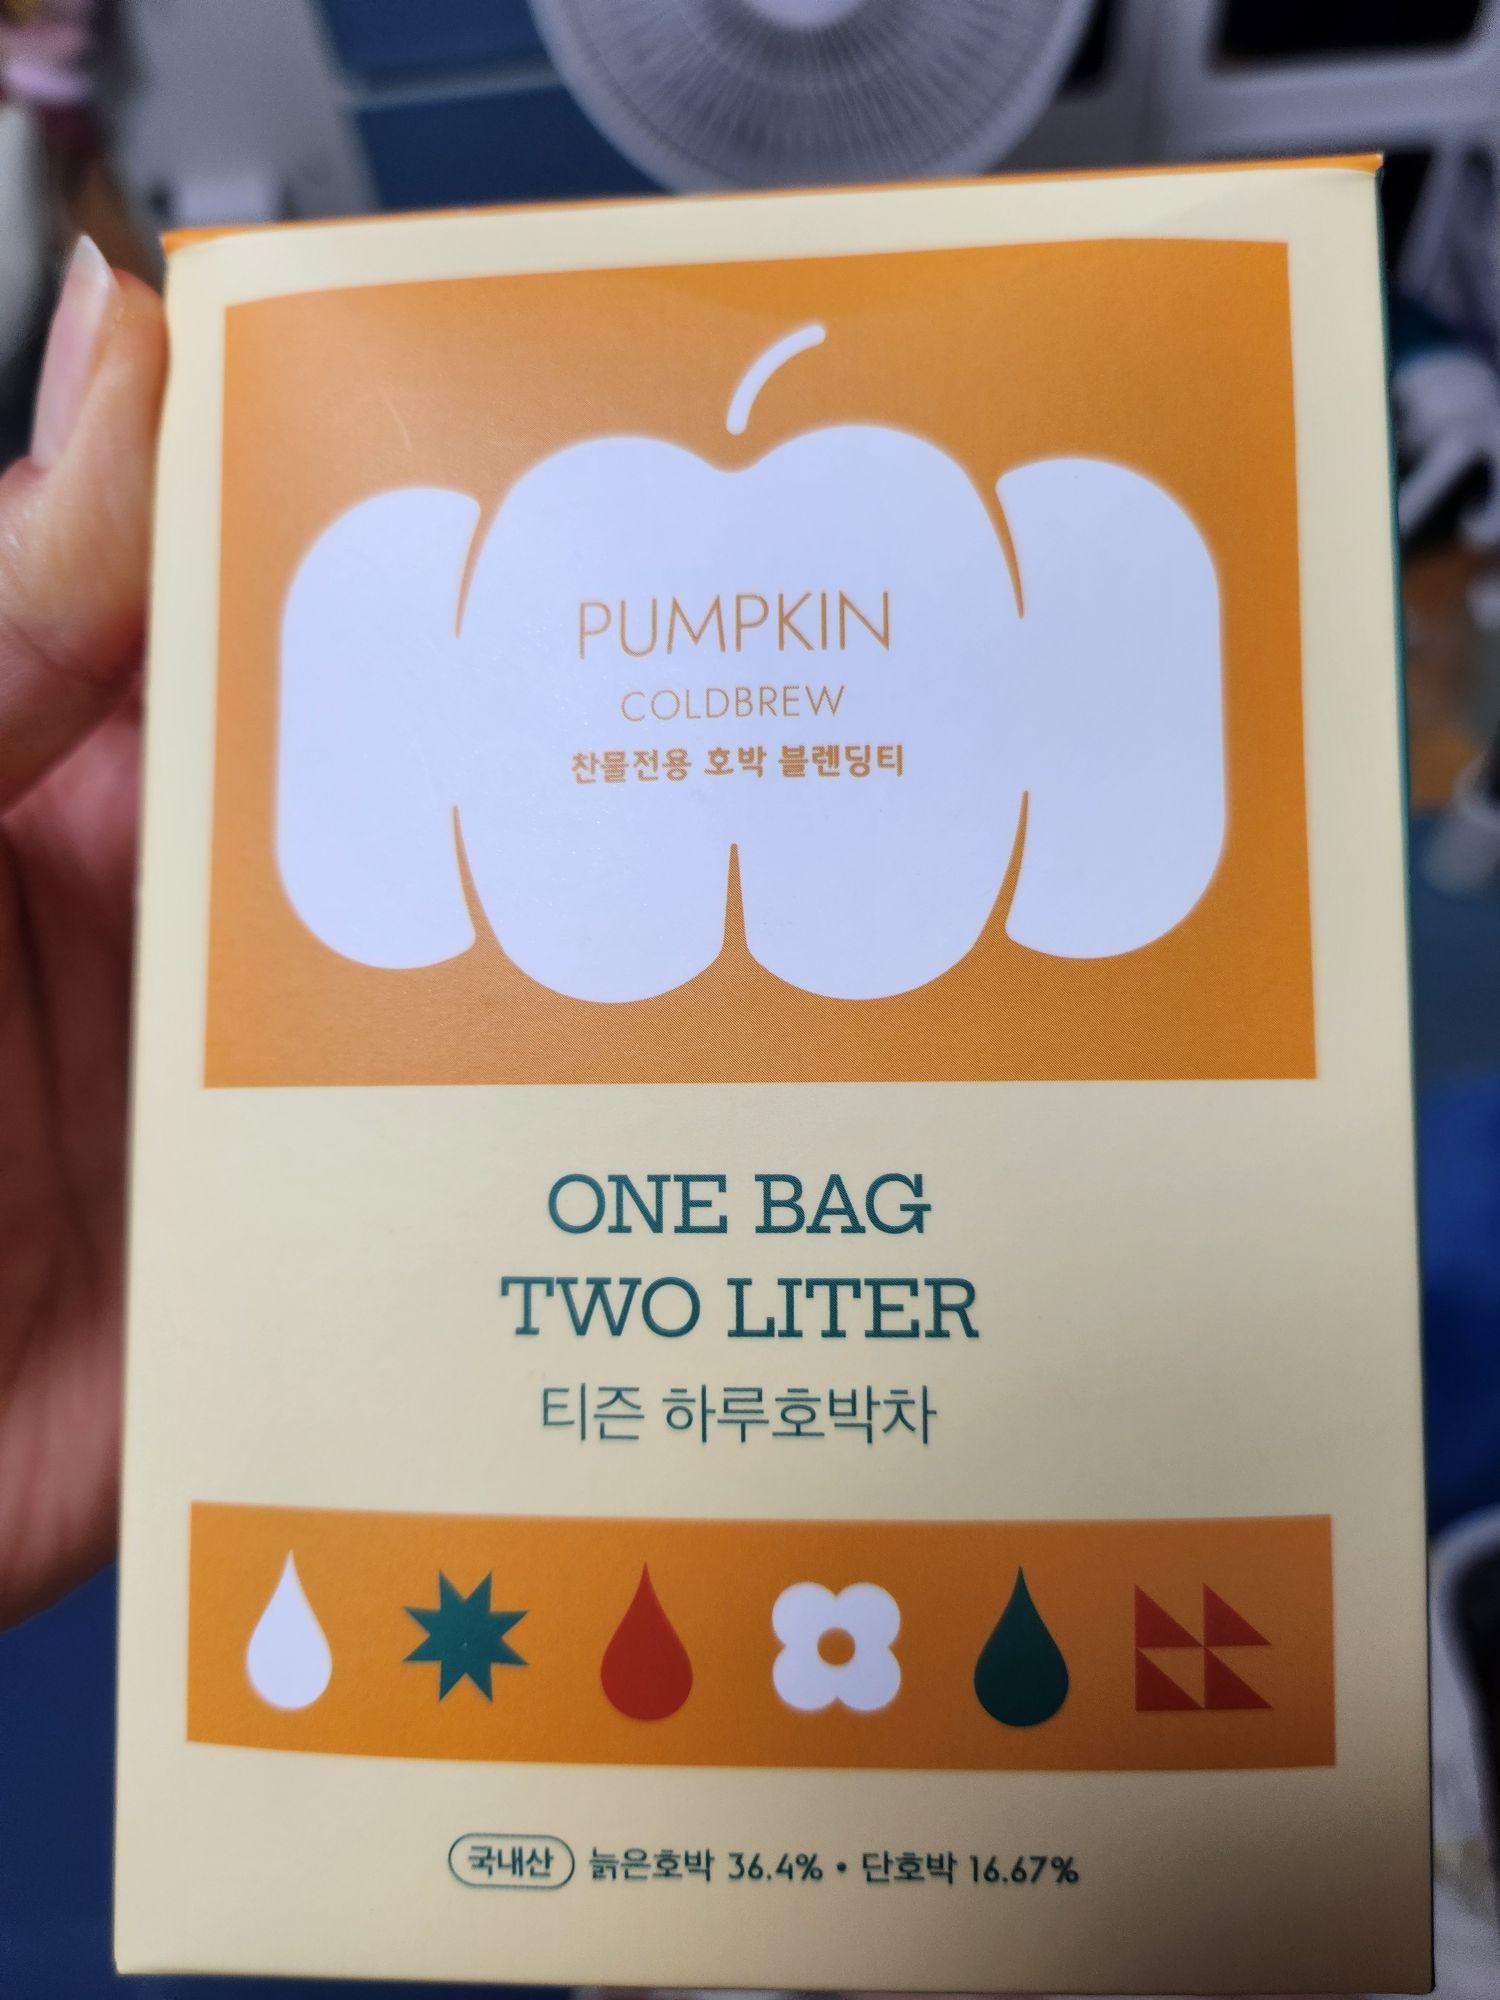 PUMPKIN
COLDBREW
찬물전용 호박 블렌딩티
ONE BAG
TWO LITER
티즌 하루호박차
국내산 늙은호박 36.4% • 단호박 16.67%